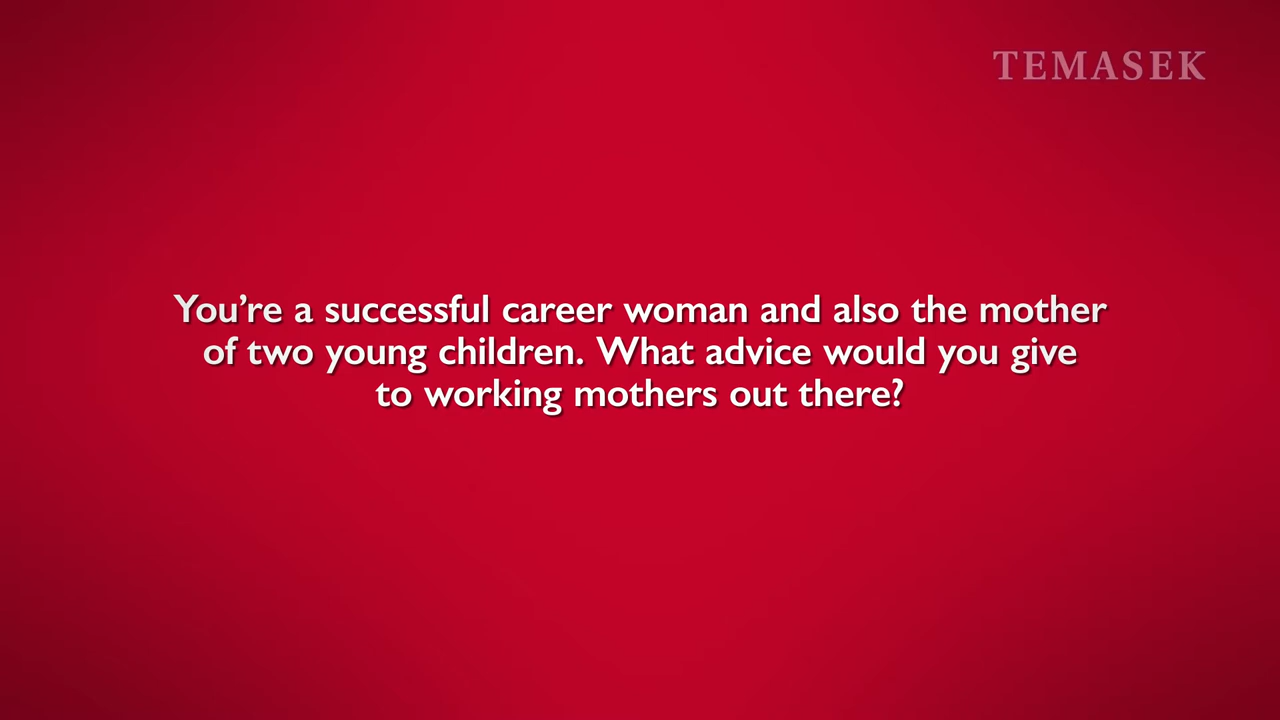 TEMASEK
You’re a successful career woman and also the mother
of two young children. What advice would you give
to working mothers out there?